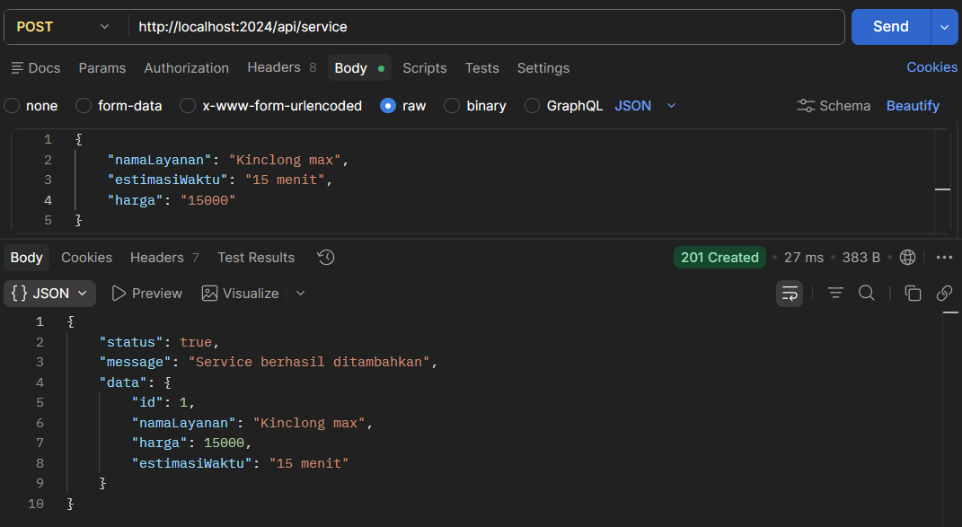 POST http://localhost:2024/api/service Send
Docs Params Authorization Headers 8 Body Scripts Tests Settings Cookies
none form-data x-www-form-urlencoded raw binary GraphQL JSON Schema Beautify
1 {
2 "namaLayanan": "Kinclong max",
3 "estimasiWaktu": "15 menit",
4 "harga": "15000"
5 }
Body Cookies Headers 7 Test Results 201 Created • 27 ms • 383 B •
{} JSON Preview Visualize
1 {
2 "status": true,
3 "message": "Service berhasil ditambahkan",
4 "data": {
5 "id": 1,
6 "namaLayanan": "Kinclong max",
7 "harga": 15000,
8 "estimasiWaktu": "15 menit"
9 }
10 }